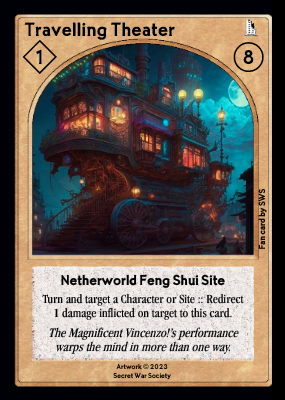 Travelling Theater
1
8
Fan card by SWS
Netherworld Feng Shui Site
Turn and target a Character or Site :: Redirect
1 damage inflicted on target to this card.
The Magnificent Vincenzo!'s performance
warps the mind in more than one way.
Artwork © 2023
Secret War Society